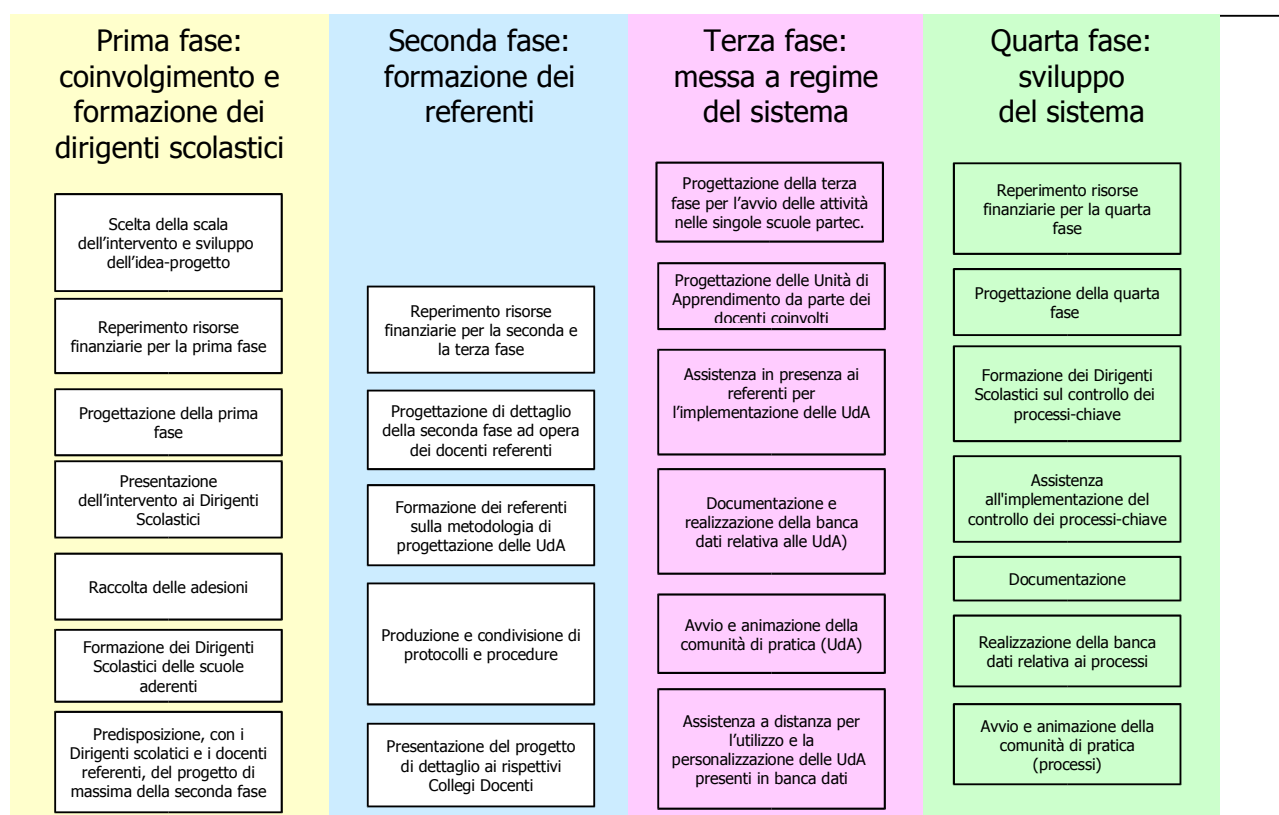 Prima fase:
coinvolgimento e
formazione dei
dirigenti scolastici
Scelta della scala
dell'intervento e sviluppo
dell'idea-progetto
Reperimento risorse
finanziarie per la prima fase
Progettazione della prima
fase
Presentazione
dell'intervento ai Dirigenti
Scolastici
Raccolta delle adesioni
Formazione dei Dirigenti
Scolastici delle scuole
aderenti
Predisposizione, con i
Dirigenti scolatici e i docenti
referenti, del progetto di
massima della seconda fase
Seconda fase:
formazione dei
referenti
Reperimento risorse
finanziarie per la seconda e
la terza fase
Progettazione di dettaglio
della seconda fase ad opera
dei docenti referenti
Formazione dei referenti
sulla metodologia di
progettazione delle UdA
Produzione e condivisione di
protocolli e procedure
Presentazione del progetto
di dettaglio ai rispettivi
Collegi Docenti
Terza fase:
messa a regime
del sistema
Progettazione della terza
fase per l'avvio delle attività
nelle singole scuole partec.
Progettazione delle Unità di
Apprendimento da parte dei
docenti coinvolti
Assistenza in presenza ai
referenti per
l'implementazione delle UdA
Documentazione e
realizzazione della banca
dati relativa alle UdA)
Avvio e animazione della
comunità di pratica (UdA)
Assistenza a distanza per
l'utilizzo e la
personalizzazione delle UdA
presenti in banca dati
Quarta fase:
sviluppo
del sistema
Reperimento risorse
finanziarie per la quarta
fase
Progettazione della quarta
fase
Formazione dei Dirigenti
Scolastici sul controllo dei
processi-chiave
Assistenza
all'implementazione del
controllo dei processi-chiave
Documentazione
Realizzazione della banca
dati relativa ai processi
Avvio e animazione della
comunità di pratica
(processi)